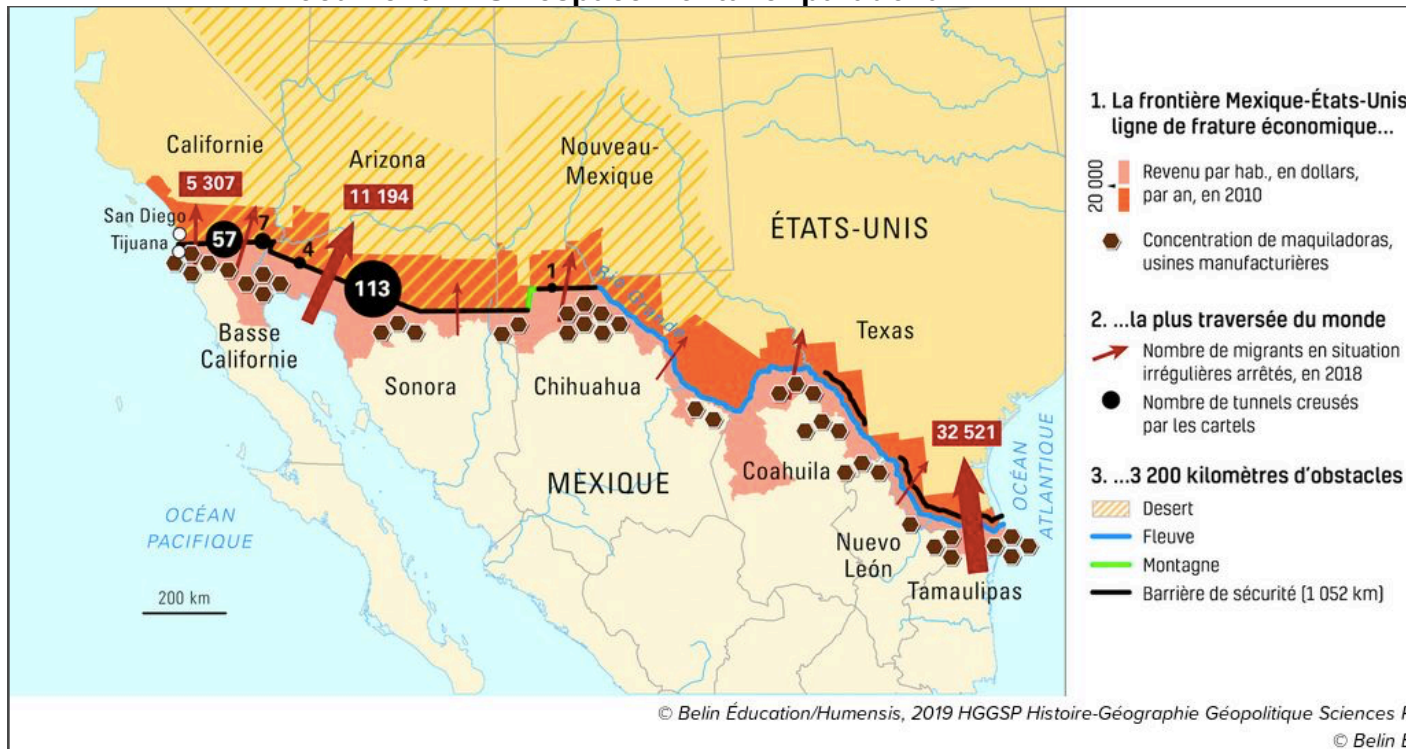 Californie
5 307
San Diego
Tijuana
57
7
4
Arizona
11 194
113
Nouveau-
Mexique
1
Rio Grande
ÉTATS-UNIS
Texas
Basse
Californie
Sonora
Chihuahua
MEXIQUE
Coahuila
32 521
Nuevo
León
Tamaulipas
OCÉAN
PACIFIQUE
OCÉAN
ATLANTIQUE
200 km
1. La frontière Mexique-États-Unis
ligne de frature économique...
20 000
Revenu par hab., en dollars,
par an, en 2010
Concentration de maquiladoras,
usines manufacturières
2. ...la plus traversée du monde
Nombre de migrants en situation
irrégulières arrêtés, en 2018
Nombre de tunnels creusés
par les cartels
3. ...3 200 kilomètres d'obstacles
Desert
Fleuve
Montagne
Barrière de sécurité (1 052 km)
© Belin Éducation/Humensis, 2019 HGGSP Histoire-Géographie Géopolitique Sciences
© Belin